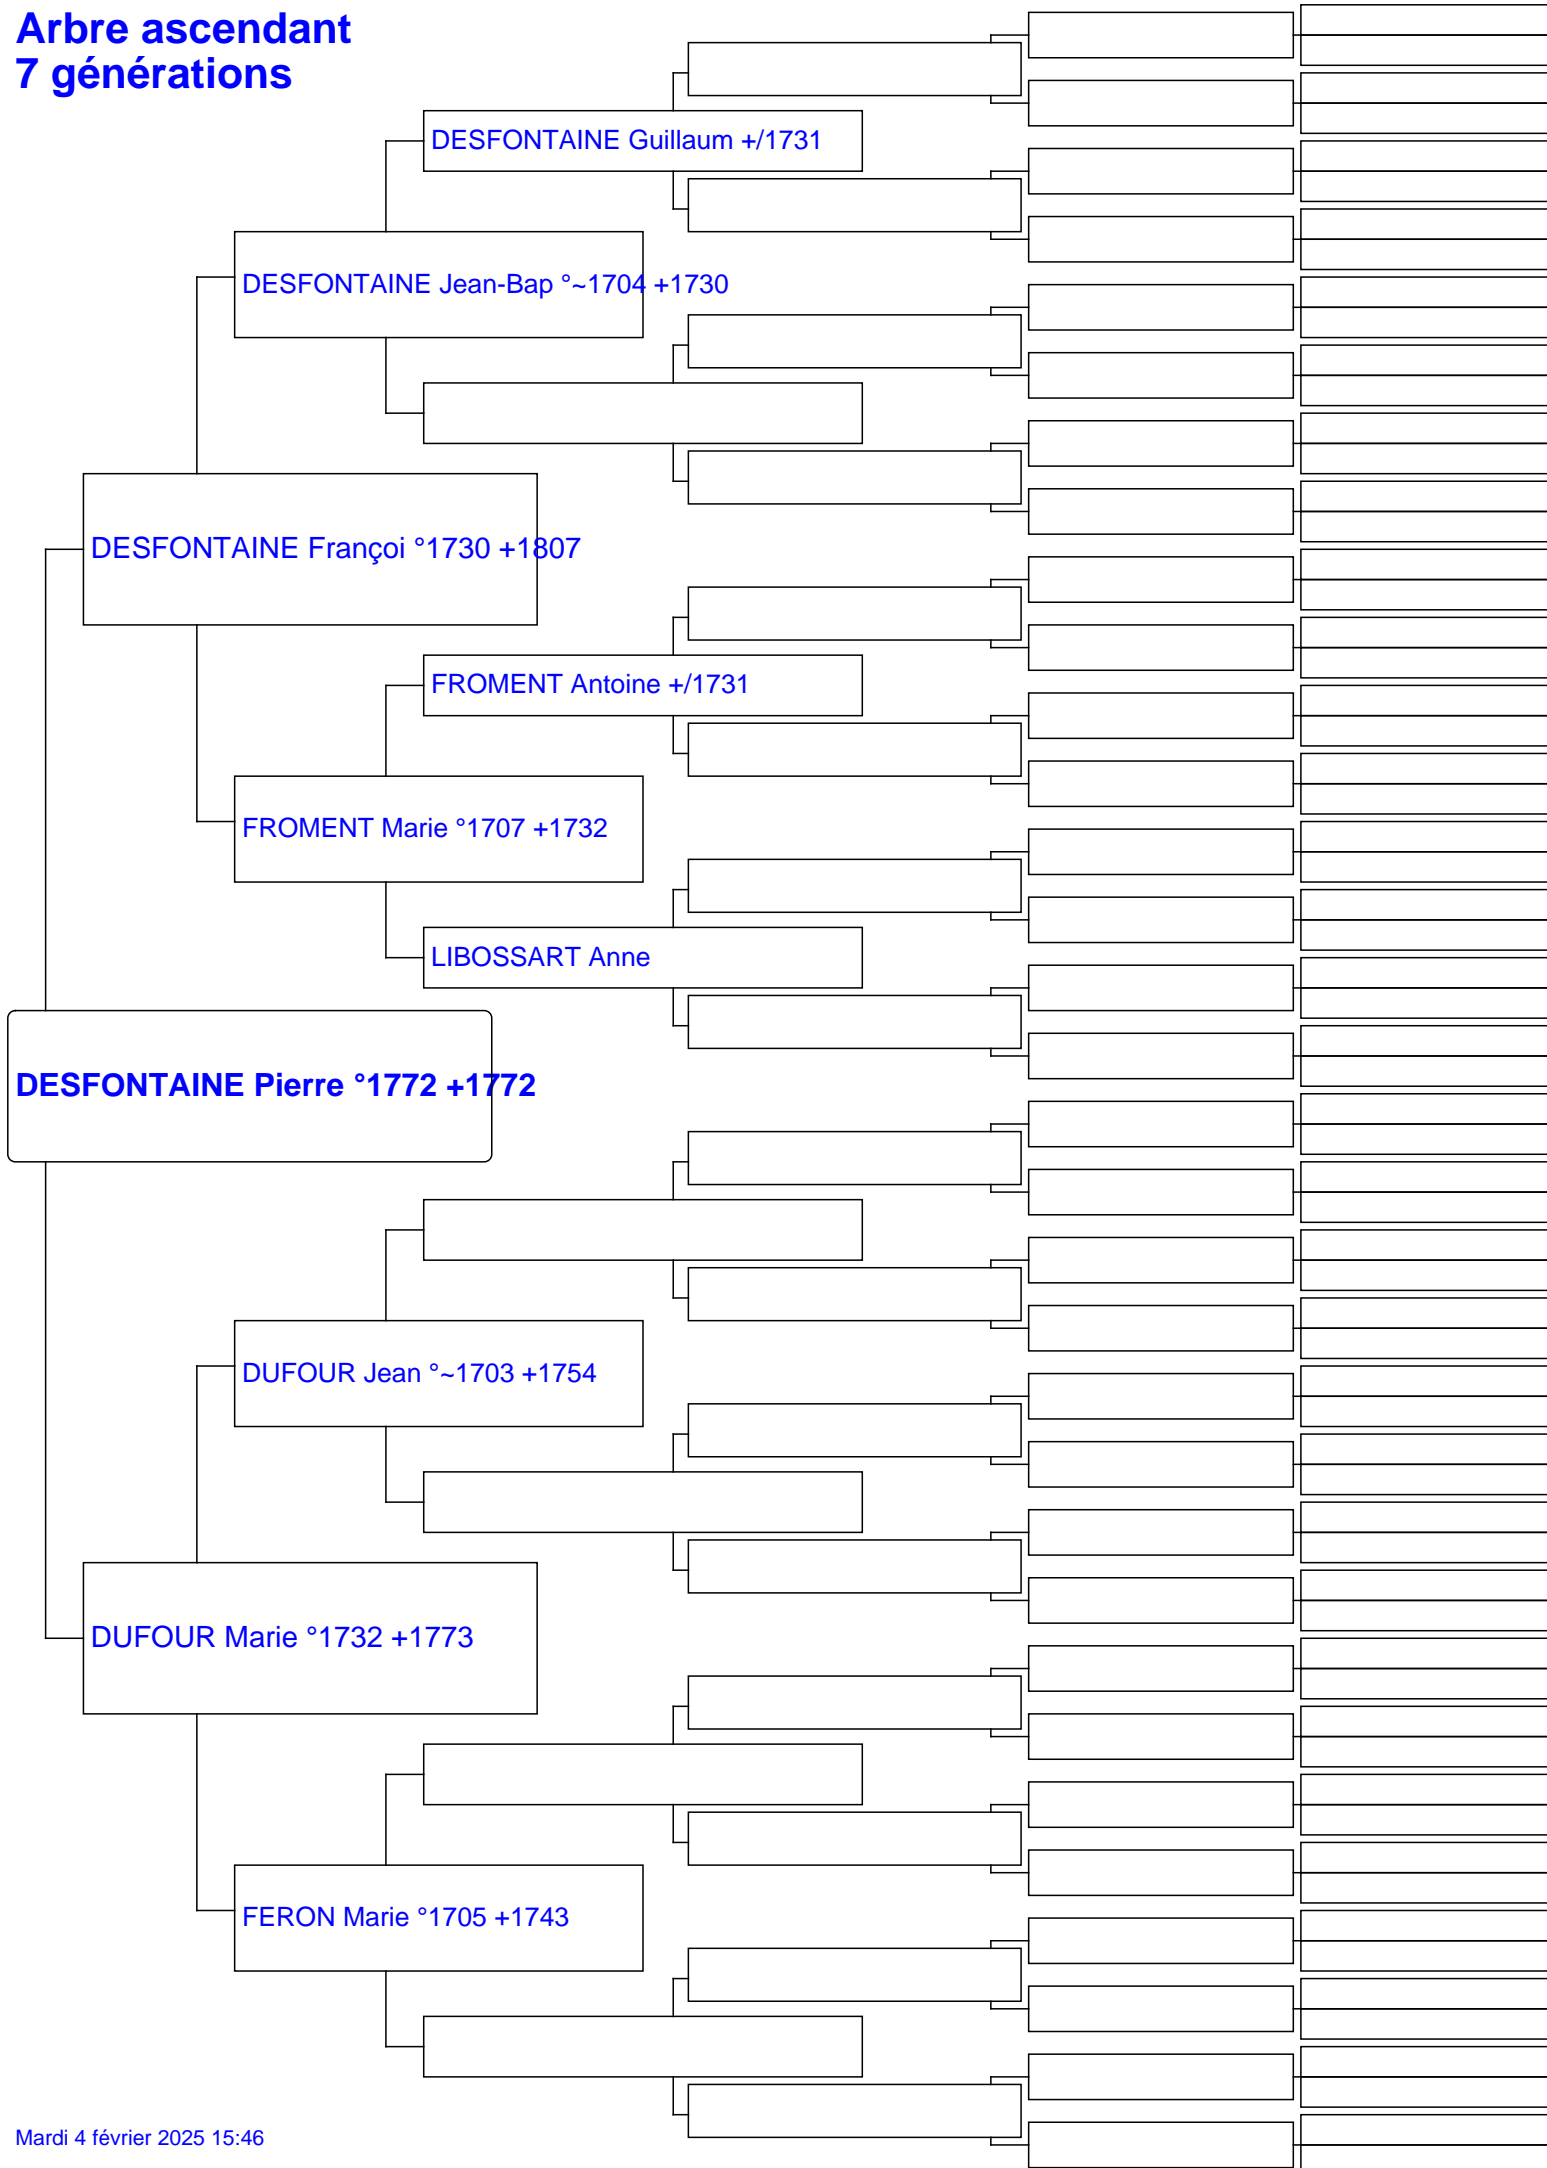 Arbre ascendant
7 générations
DESFONTAINE Guillaum +/1731
DESFONTAINE Jean-Bap °~1704 +1730
DESFONTAINE Françoi °1730 +1807
FROMENT Antoine +/1731
FROMENT Marie °1707 +1732
LIBOSSART Anne
DESFONTAINE Pierre °1772 +1772
DUFOUR Jean °~1703 +1754
DUFOUR Marie °1732 +1773
FERON Marie °1705 +1743
Mardi 4 février 2025 15:46